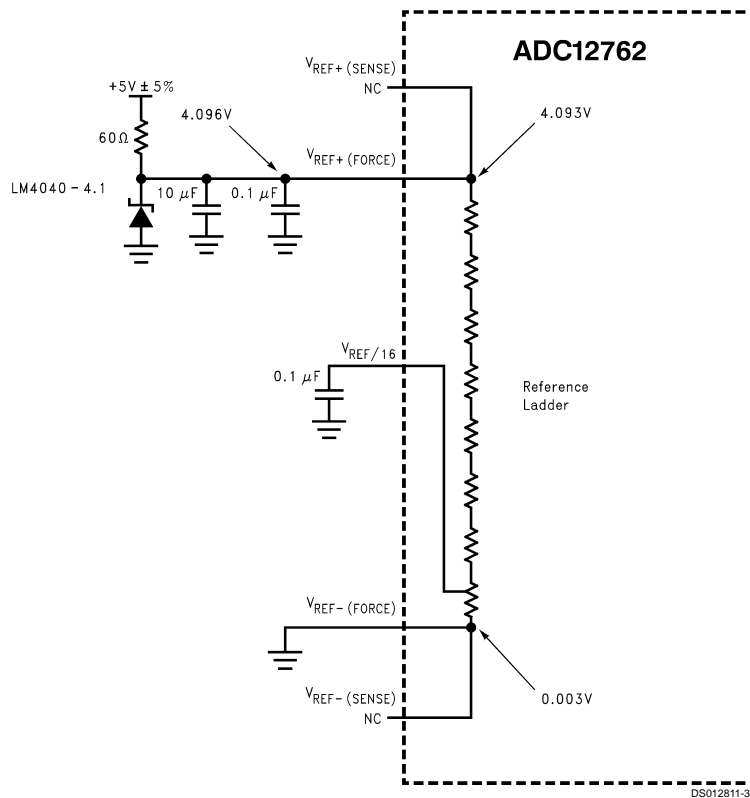 ADC12762
VREF+ (SENSE)
NC
+5V ± 5%
4.096V
4.093V
60Ω
VREF+ (FORCE)
LM4040 – 4.1
10 μF
0.1 μF
VREF/16
0.1 μF
Reference
Ladder
VREF– (FORCE)
VREF– (SENSE)
NC
0.003V
DS012811-3